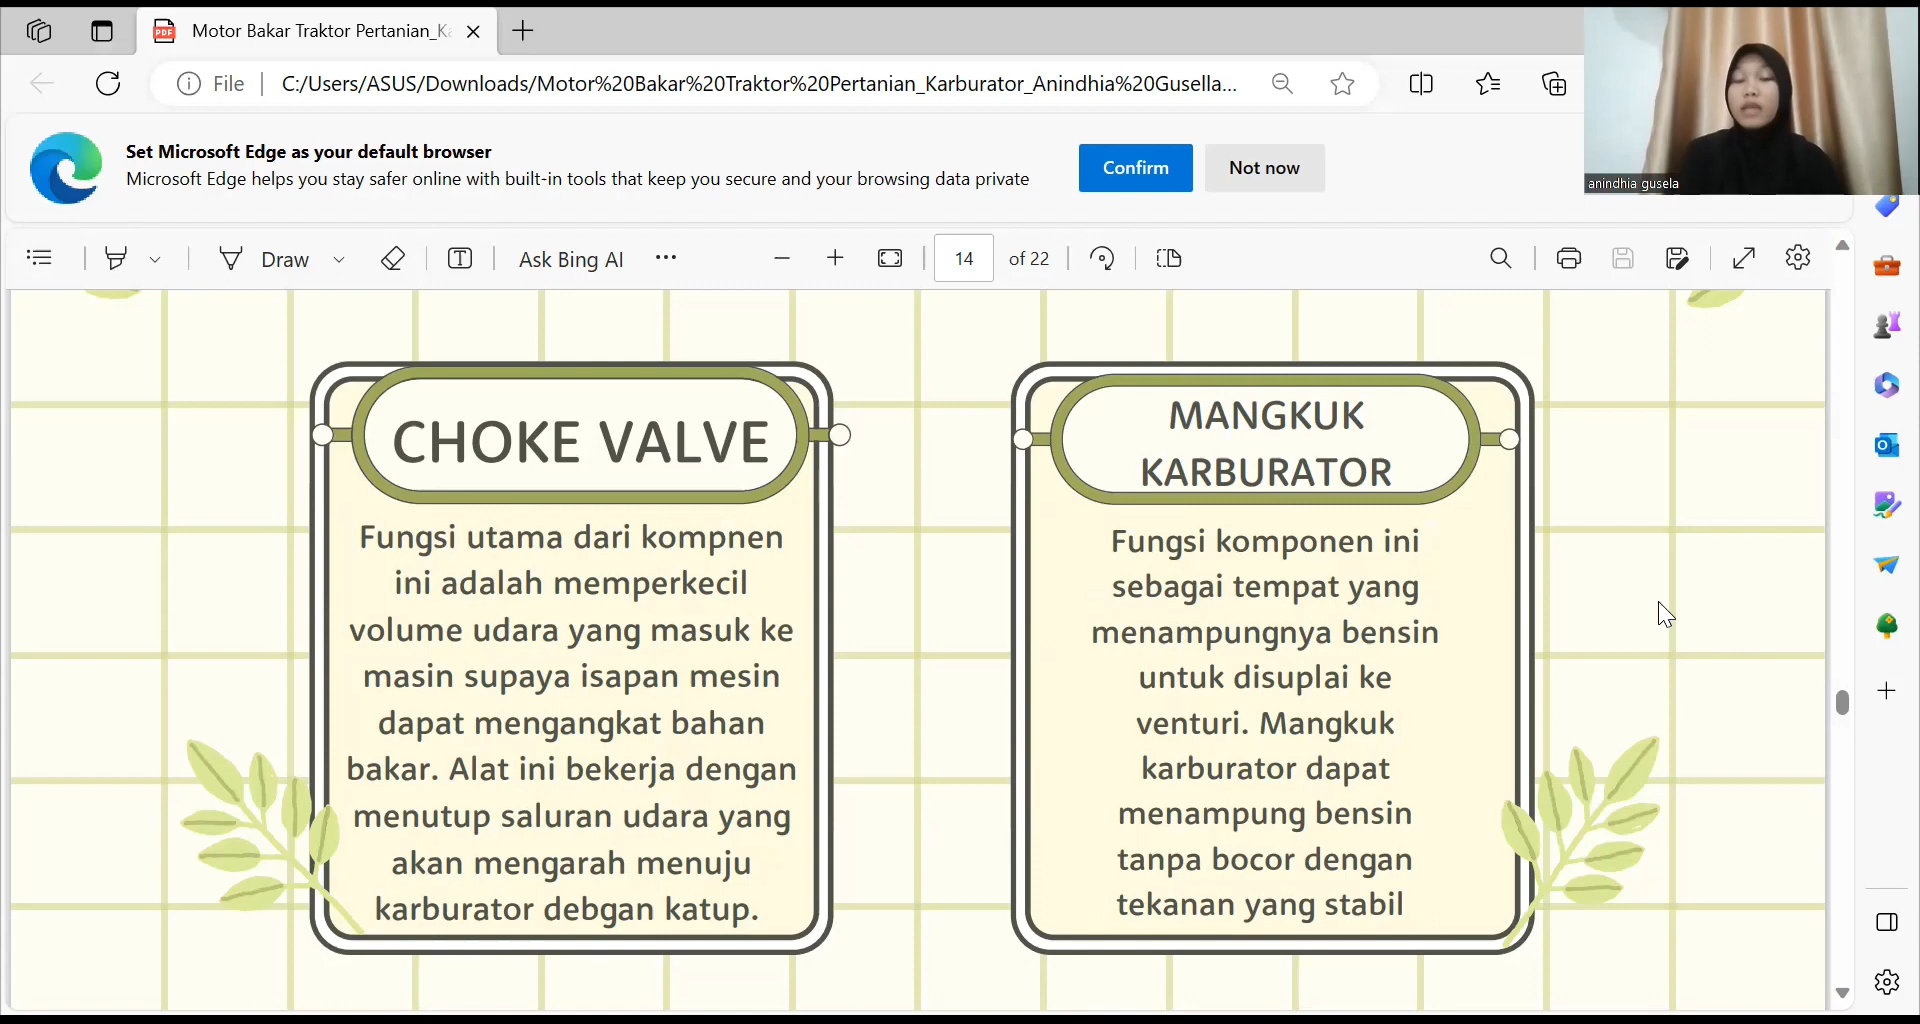 Motor Bakar Traktor Pertanian_Ka
File
C:/Users/ASUS/Downloads/Motor%20Bakar%20Traktor%20Pertanian_Karburator_Anindhia%20Gusella...
anindhia gusela
Set Microsoft Edge as your default browser
Microsoft Edge helps you stay safer online with built-in tools that keep you secure and your browsing data private
Confirm
Not now
Draw
Ask Bing AI
14
of 22
CHOKE VALVE
Fungsi utama dari kompnen
ini adalah memperkecil
volume udara yang masuk ke
masin supaya isapan mesin
dapat mengangkat bahan
bakar. Alat ini bekerja dengan
menutup saluran udara yang
akan mengarah menuju
karburator debgan katup.
MANGKUK
KARBURATOR
Fungsi komponen ini
sebagai tempat yang
menampungnya bensin
untuk disuplai ke
venturi. Mangkuk
karburator dapat
menampung bensin
tanpa bocor dengan
tekanan yang stabil